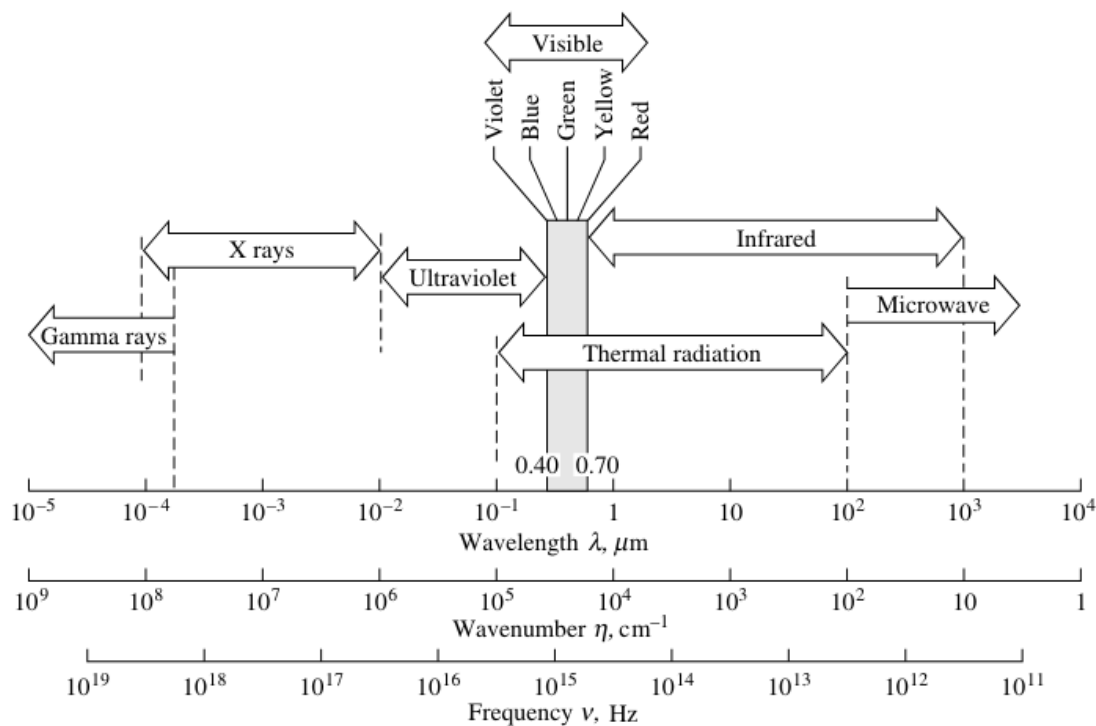 Visible
Violet
Blue
Green
Yellow
Red
X rays
Infrared
Ultraviolet
Microwave
Gamma rays
Thermal radiation
0.40 0.70
10⁻⁵ 10⁻⁴ 10⁻³ 10⁻² 10⁻¹ 1 10 10² 10³ 10⁴
Wavelength λ, μm
10⁹ 10⁸ 10⁷ 10⁶ 10⁵ 10⁴ 10³ 10² 10 1
Wavenumber η, cm⁻¹
10¹⁹ 10¹⁸ 10¹⁷ 10¹⁶ 10¹⁵ 10¹⁴ 10¹³ 10¹² 10¹¹
Frequency ν, Hz